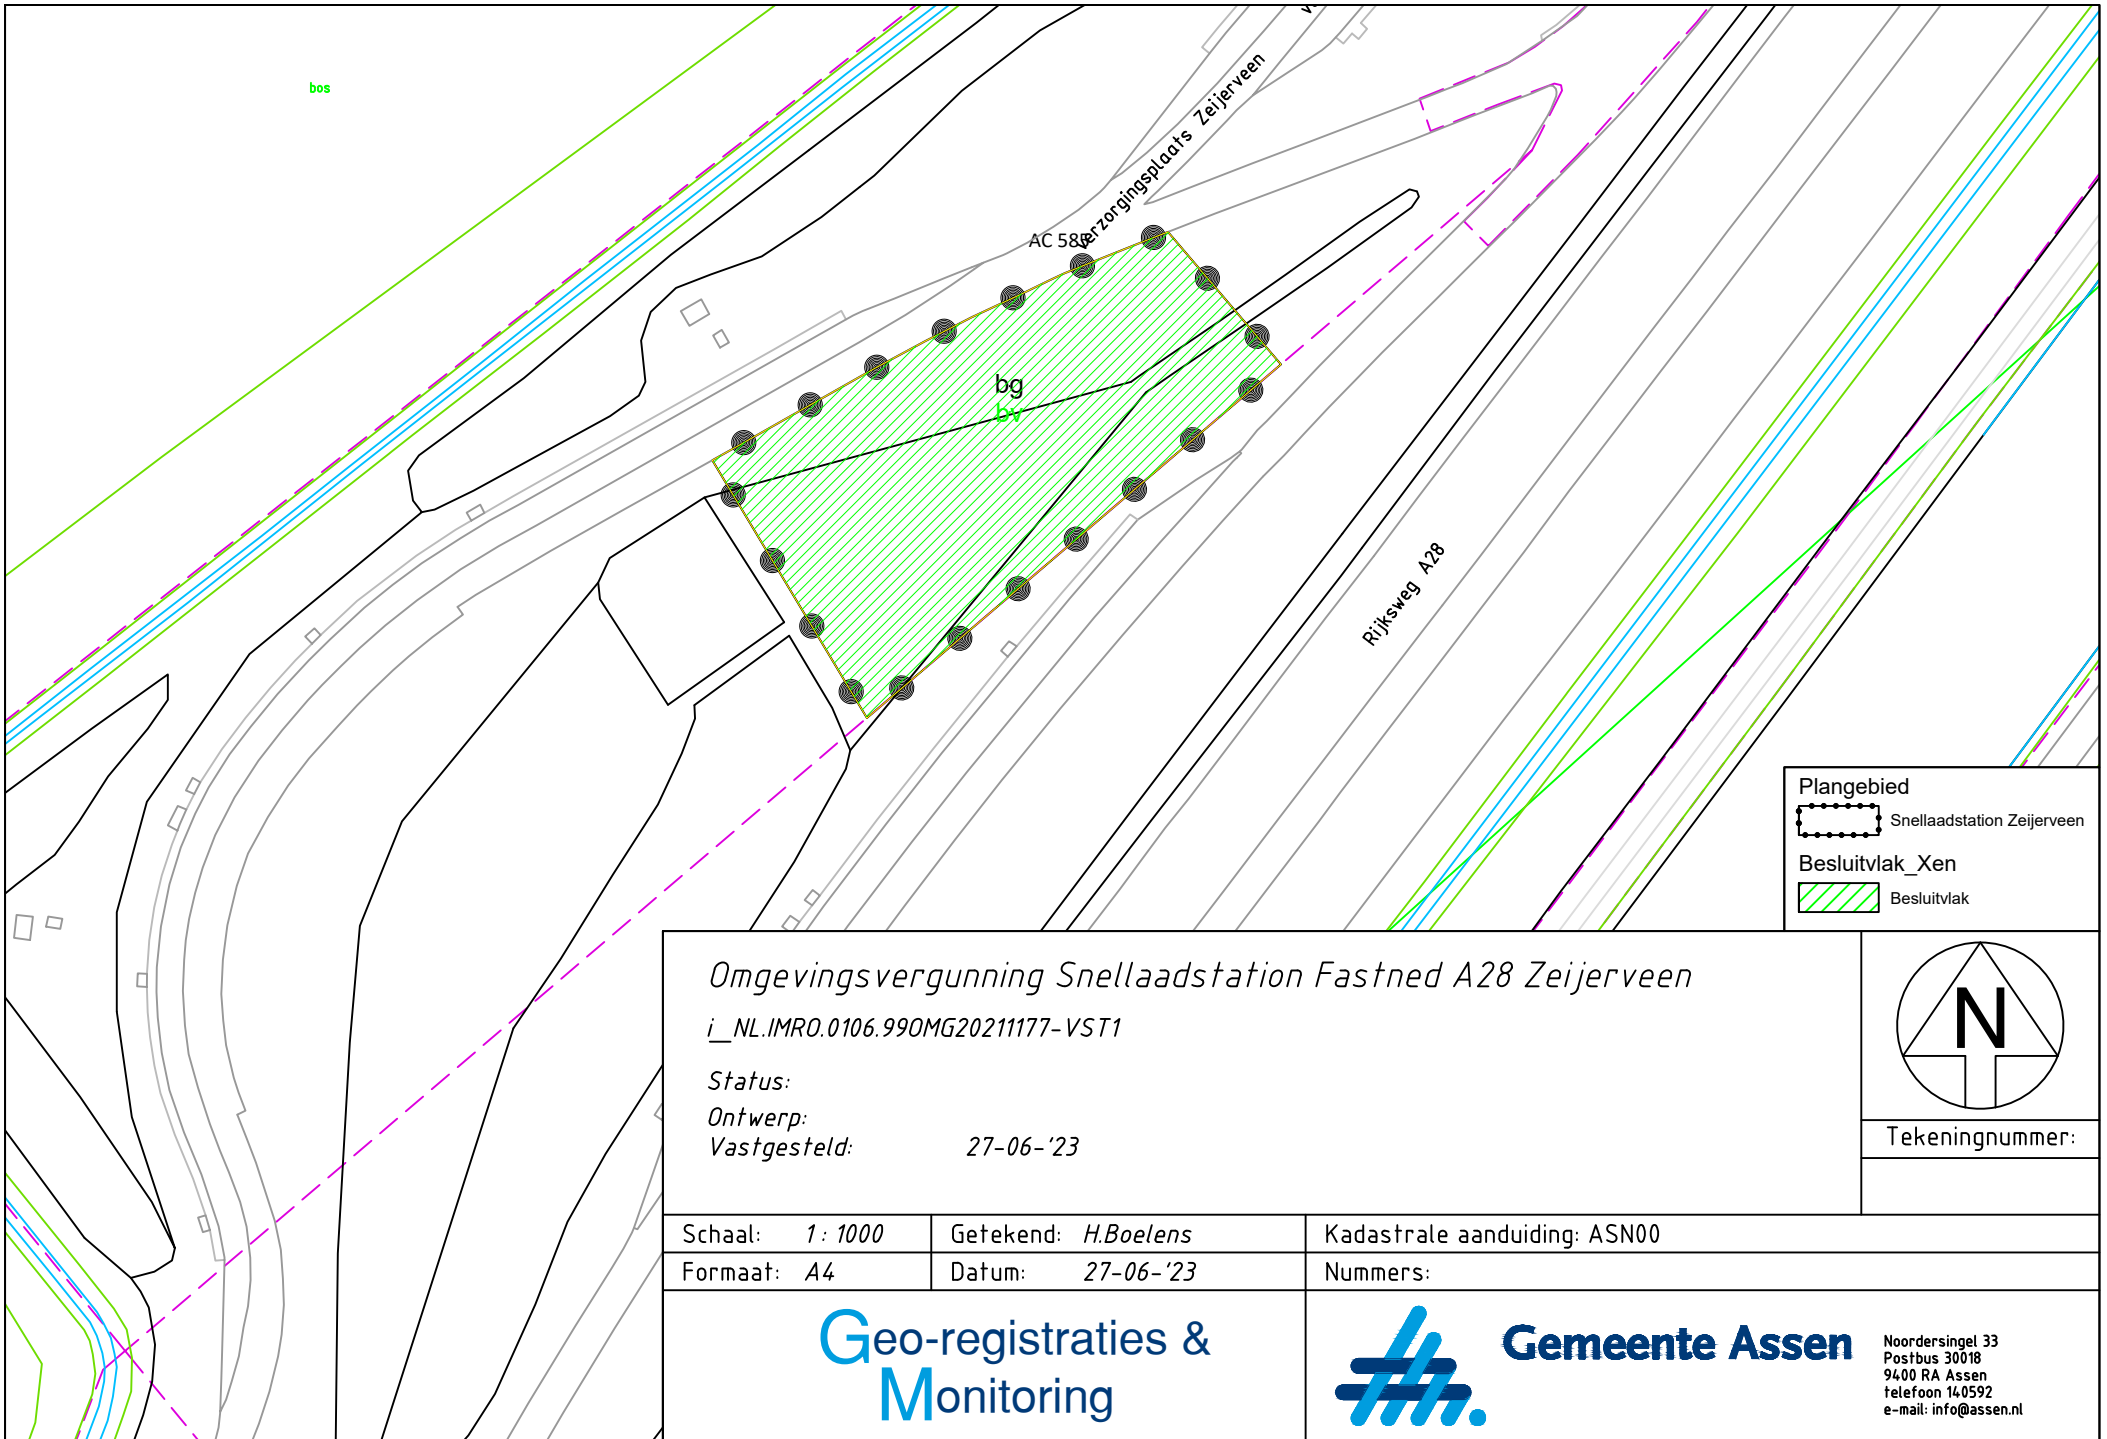 bos
verzorgingsplaats Zeijerveen
AC 585
bg
bv
Rijksweg A28
Plangebied
Snellaadstation Zeijerveen
Besluitvlak_Xen
Besluitvlak
Omgevingsvergunning Snellaadstation Fastned A28 Zeijerveen
i_NL.IMRO.0106.99OMG20211177-VST1
Status:
Ontwerp:
Vastgesteld: 27-06-'23
N
Tekeningnummer:
Schaal: 1 : 1000
Getekend: H.Boelens
Kadastrale aanduiding: ASN00
Formaat: A4
Datum: 27-06-'23
Nummers:
Geo-registraties &
Monitoring
Gemeente Assen
Noordersingel 33
Postbus 30018
9400 RA Assen
telefoon 140592
e-mail: info@assen.nl